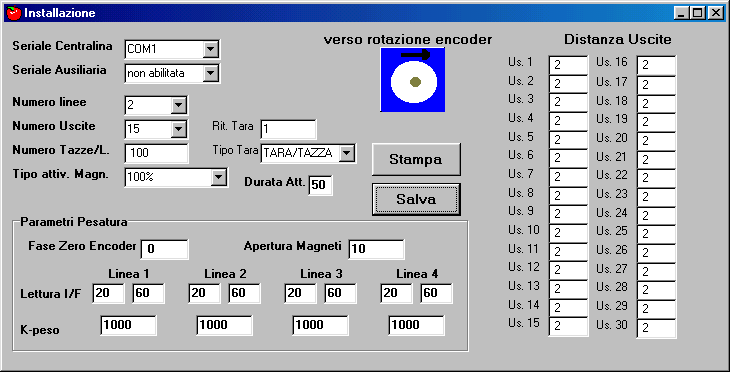 Installazione
Seriale Centralina COM1
Seriale Ausiliaria non abilitata
Numero linee 2
Numero Uscite 15 Rit. Tara 1
Numero Tazze/L. 100 Tipo Tara TARA/TAZZA
Tipo attiv. Magn. 100% Durata Att. 50
verso rotazione encoder
Stampa
Salva
Parametri Pesatura
Fase Zero Encoder 0 Apertura Magneti 10
Linea 1 Linea 2 Linea 3 Linea 4
Lettura I/F 20 60 20 60 20 60 20 60
K-peso 1000 1000 1000 1000
Distanza Uscite
Us. 1 2 Us. 16 2
Us. 2 2 Us. 17 2
Us. 3 2 Us. 18 2
Us. 4 2 Us. 19 2
Us. 5 2 Us. 20 2
Us. 6 2 Us. 21 2
Us. 7 2 Us. 22 2
Us. 8 2 Us. 23 2
Us. 9 2 Us. 24 2
Us. 10 2 Us. 25 2
Us. 11 2 Us. 26 2
Us. 12 2 Us. 27 2
Us. 13 2 Us. 28 2
Us. 14 2 Us. 29 2
Us. 15 2 Us. 30 2